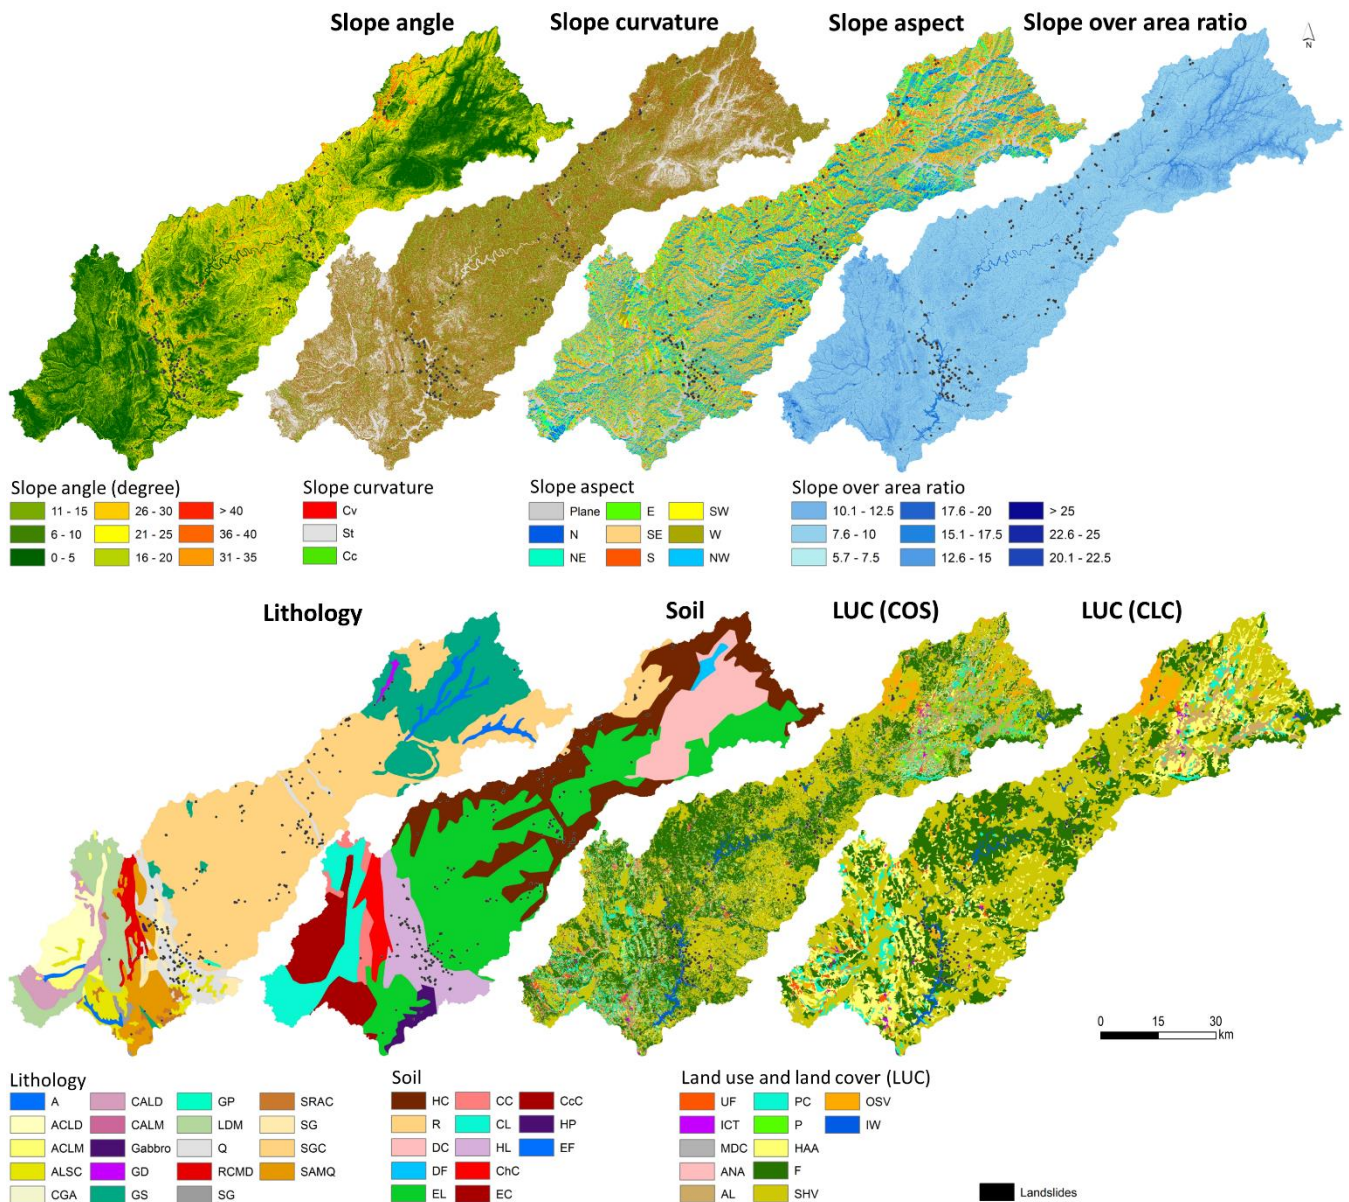 Slope angle
Slope curvature
Slope aspect
Slope over area ratio
N
Slope angle (degree)
11 - 15
26 - 30
> 40
6 - 10
21 - 25
36 - 40
0 - 5
16 - 20
31 - 35
Slope curvature
Cv
St
Cc
Slope aspect
Plane
E
SW
N
SE
W
NE
S
NW
Slope over area ratio
10.1 - 12.5
17.6 - 20
> 25
7.6 - 10
15.1 - 17.5
22.6 - 25
5.7 - 7.5
12.6 - 15
20.1 - 22.5
Lithology
Soil
LUC (COS)
LUC (CLC)
0 15 30
km
Lithology
A
CALD
GP
SRAC
ACLD
CALM
LDM
SG
ACLM
Gabbro
Q
SGC
ALSC
GD
RCMD
SAMQ
CGA
GS
SG
Soil
HC
CC
CcC
R
CL
HP
DC
HL
EF
DF
ChC
EL
EC
Land use and land cover (LUC)
UF
PC
OSV
ICT
P
IW
MDC
HAA
ANA
F
AL
SHV
Landslides